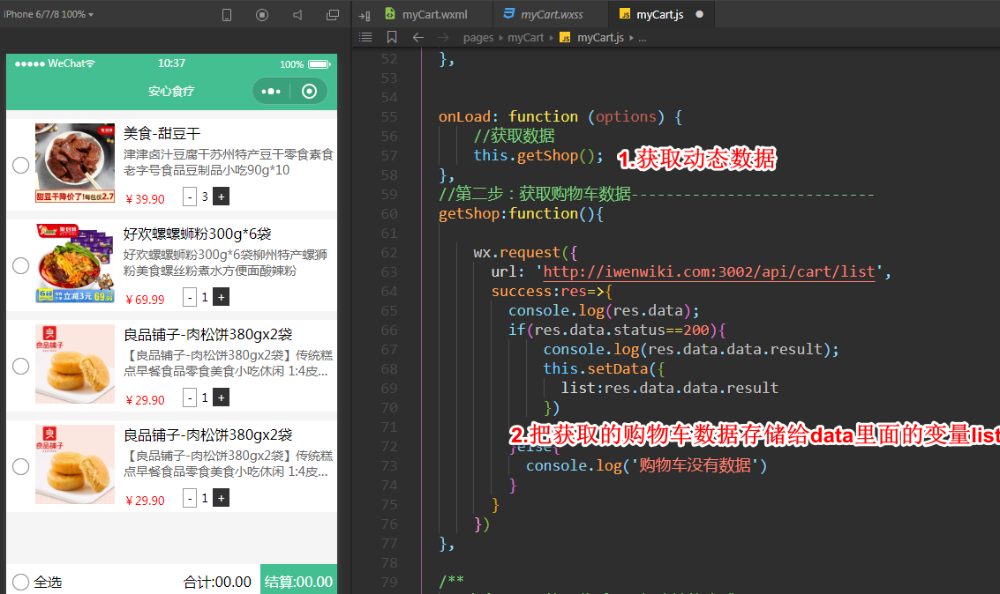 iPhone 6/7/8 100%
myCart.wxml
myCart.wxss
myCart.js
pages
myCart
myCart.js
...
WeChat
10:37
100%
安心食疗
美食-甜豆干
津津卤汁豆腐干苏州特产豆干零食素食
老字号食品豆制品小吃90g*10
甜豆干降价了!每包仅2.7
￥39.90
-
3
+
好欢螺螺蛳粉300g*6袋
好欢螺螺蛳粉300g*6袋柳州特产螺狮
粉美食螺丝粉煮水方便面酸辣粉
立减3元
￥69.99
-
1
+
良品铺子
良品铺子-肉松饼380gx2袋
【良品铺子-肉松饼380gx2袋】传统糕
点早餐食品零食美食小吃休闲 1:4皮...
￥29.90
-
1
+
良品铺子
良品铺子-肉松饼380gx2袋
【良品铺子-肉松饼380gx2袋】传统糕
点早餐食品零食美食小吃休闲 1:4皮...
￥29.90
-
1
+
全选
合计:00.00
结算:00.00
52 },
53
54
55 onLoad: function (options) {
56 //获取数据
57 this.getShop();
1.获取动态数据
58 },
59 //第二步：获取购物车数据----------------------------
60 getShop:function(){
61
62 wx.request({
63 url: 'http://iwenwiki.com:3002/api/cart/list',
64 success:res=>{
65 console.log(res.data);
66 if(res.data.status==200){
67 console.log(res.data.data.result);
68 this.setData({
69 list:res.data.data.result
70 })
71
2.把获取的购物车数据存储给data里面的变量list
72 }else{
73 console.log('购物车没有数据')
74 }
75 }
76 })
77 },
78
79 /**